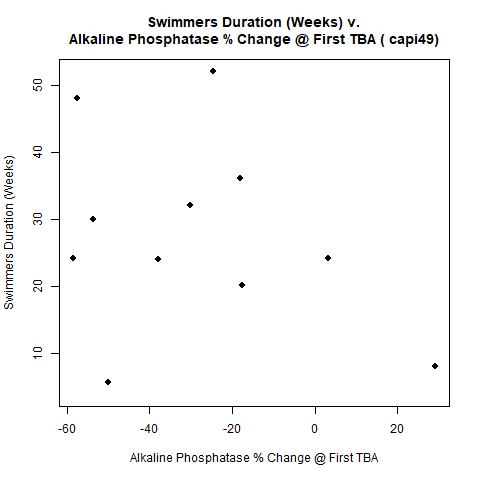 Swimmers Duration (Weeks) v.
Alkaline Phosphatase % Change @ First TBA ( capi49)
Swimmers Duration (Weeks)
50
40
30
20
10
-60 -40 -20 0 20
Alkaline Phosphatase % Change @ First TBA